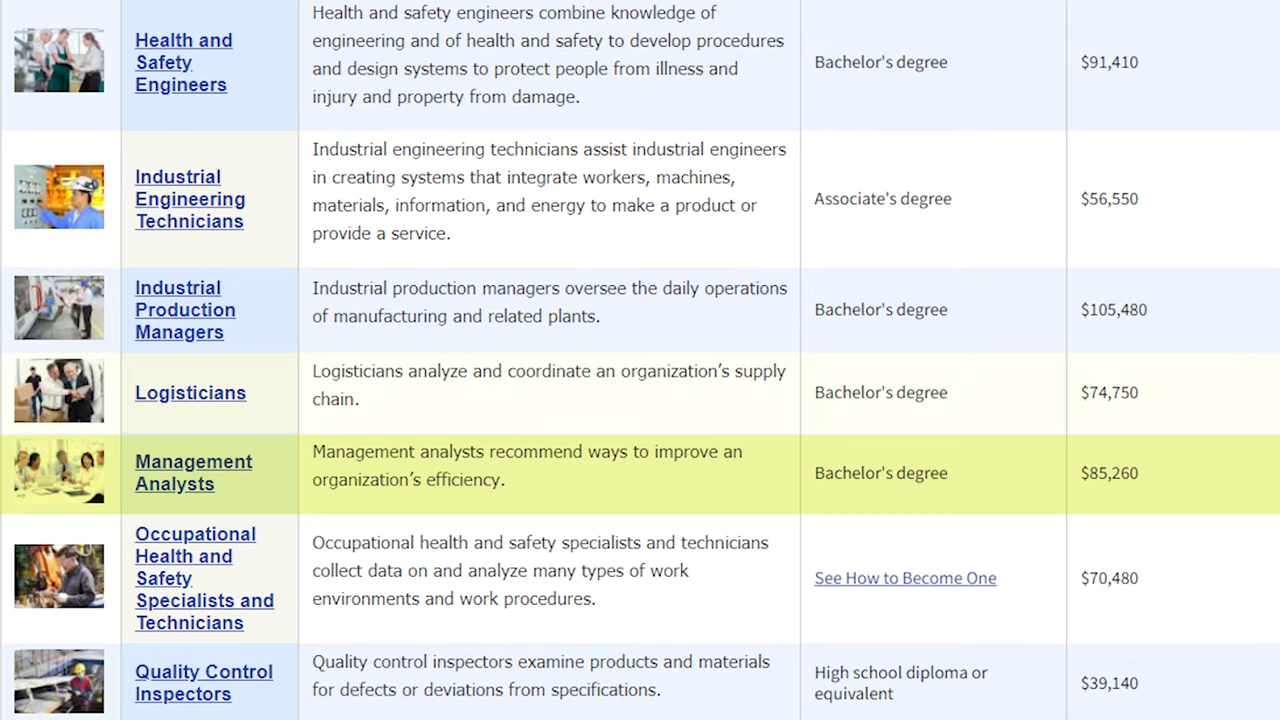 Health and safety engineers combine knowledge of
Health and
engineering and of health and safety to develop procedures
Safety
and design systems to protect people from illness and
Engineers
injury and property from damage.
Bachelor's degree
$91,410
Industrial
Engineering
Technicians
Industrial engineering technicians assist industrial engineers
in creating systems that integrate workers, machines,
materials, information, and energy to make a product or
provide a service.
Associate's degree
$56,550
Industrial
Production
Managers
Industrial production managers oversee the daily operations
of manufacturing and related plants.
Bachelor's degree
$105,480
Logisticians
Logisticians analyze and coordinate an organization’s supply
chain.
Bachelor's degree
$74,750
Management
Analysts
Management analysts recommend ways to improve an
organization’s efficiency.
Bachelor's degree
$85,260
Occupational
Health and
Safety
Specialists and
Technicians
Occupational health and safety specialists and technicians
collect data on and analyze many types of work
environments and work procedures.
See How to Become One
$70,480
Quality Control
Inspectors
Quality control inspectors examine products and materials
for defects or deviations from specifications.
High school diploma or
equivalent
$39,140